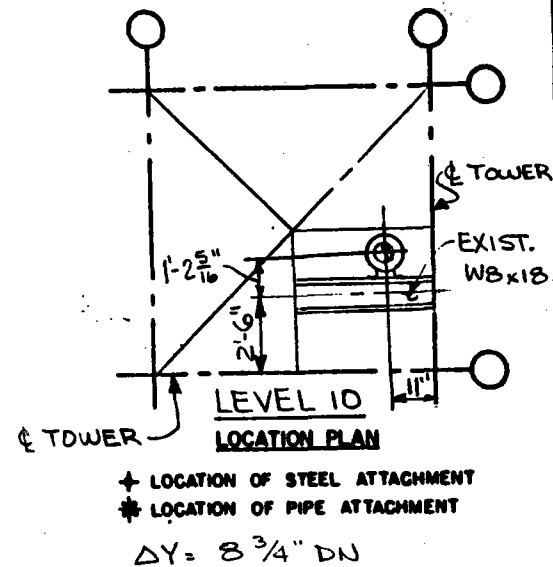 ℄ TOWER
EXIST.
W8x18
1'-2 5/16"
2'-6"
11"
LEVEL 10
LOCATION PLAN
℄ TOWER
LOCATION OF STEEL ATTACHMENT
LOCATION OF PIPE ATTACHMENT
ΔY= 8 3/4" DN